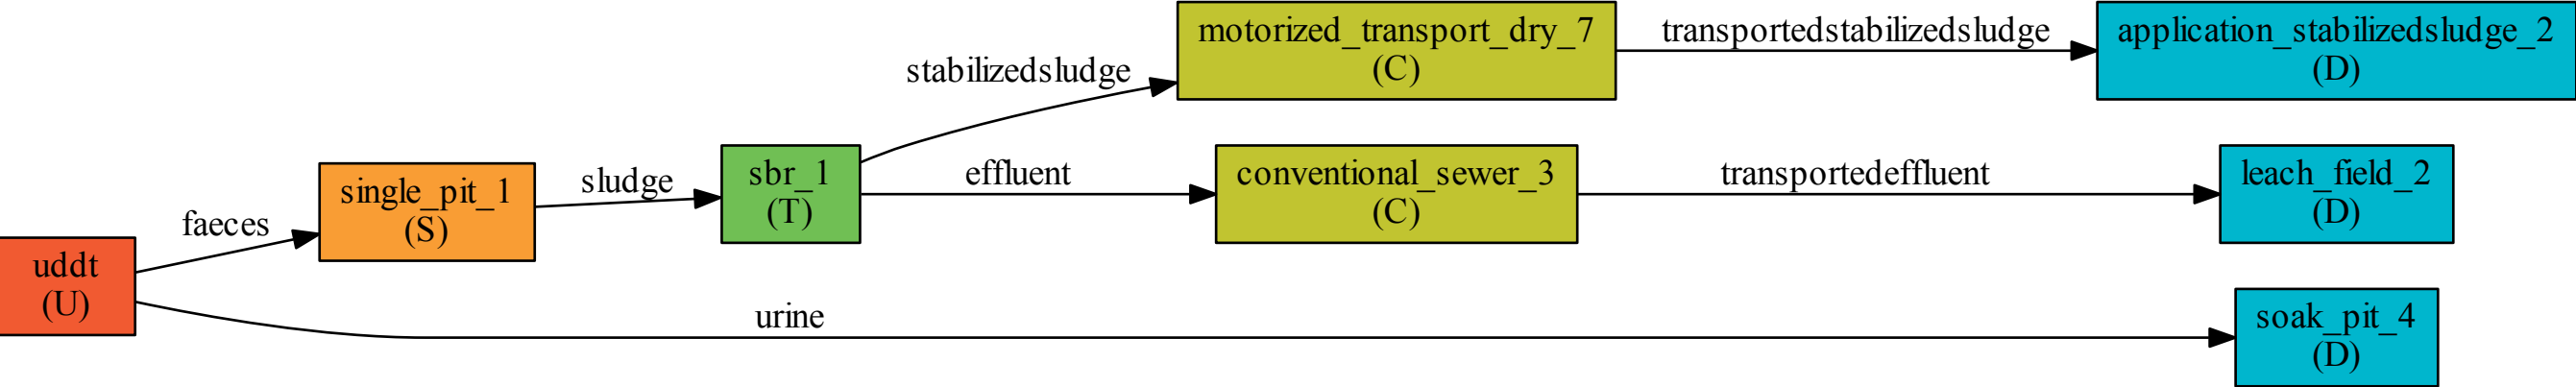 uddt
(U)
faeces
urine
single_pit_1
(S)
sludge
sbr_1
(T)
stabilizedsludge
effluent
motorized_transport_dry_7
(C)
conventional_sewer_3
(C)
transportedstabilizedsludge
transportedeffluent
application_stabilizedsludge_2
(D)
leach_field_2
(D)
soak_pit_4
(D)